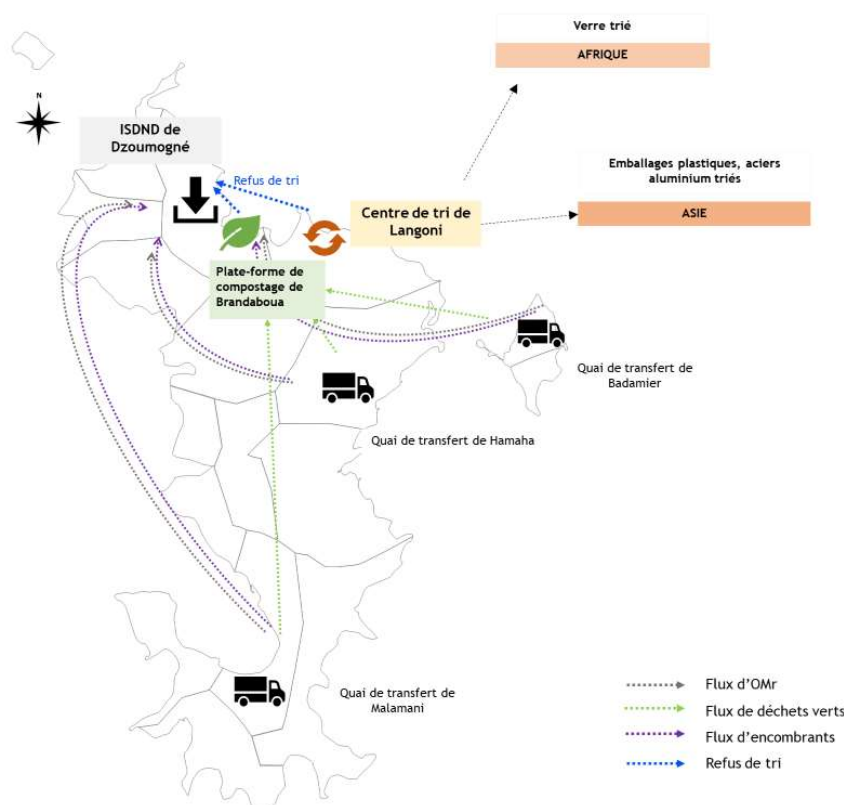 Verre trié
AFRIQUE
N
ISDND de
Dzoumogné
Emballages plastiques, aciers
aluminium triés
ASIE
Refus de tri
Centre de tri de
Langoni
Plate-forme de
compostage de
Brandaboua
Quai de transfert de
Badamier
Quai de transfert de Hamaha
Quai de transfert de
Malamani
Flux d’OMr
Flux de déchets verts
Flux d’encombrants
Refus de tri